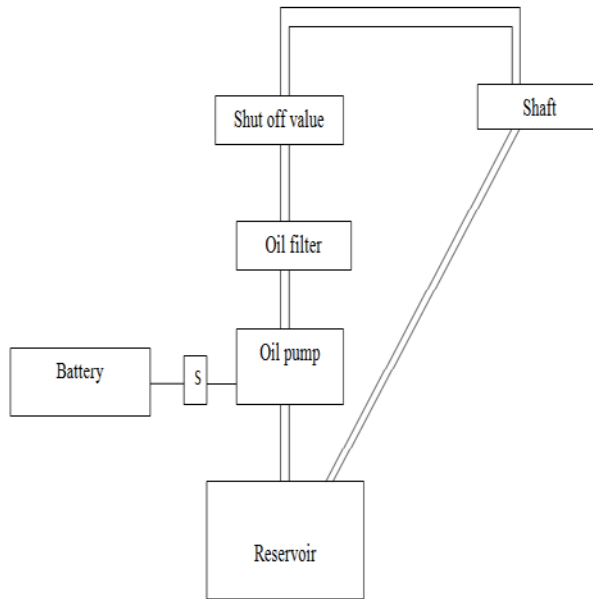 Shut off value
Shaft
Oil filter
Oil pump
Battery
S
Reservoir